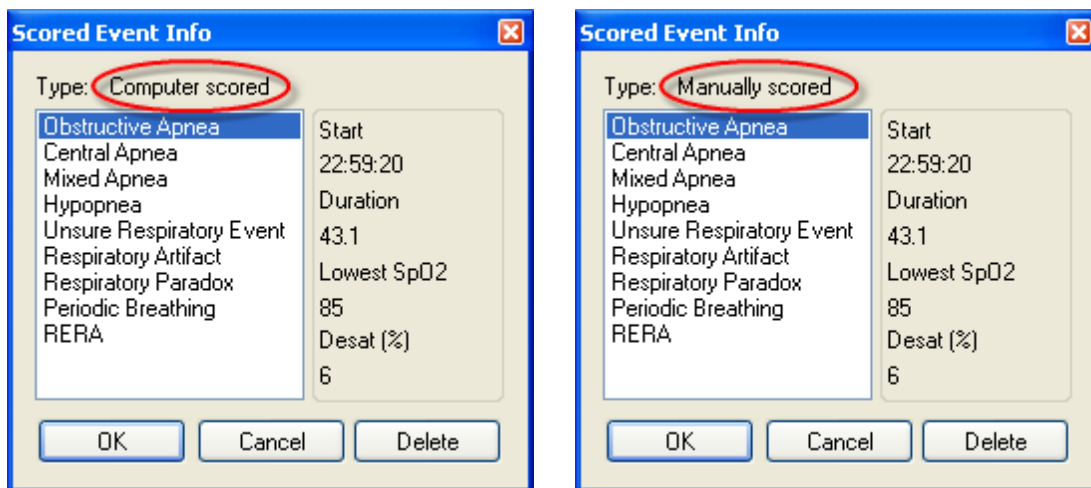 Scored Event Info
Type: Computer scored
Obstructive Apnea
Central Apnea
Mixed Apnea
Hypopnea
Unsure Respiratory Event
Respiratory Artifact
Respiratory Paradox
Periodic Breathing
RERA
Start
22:59:20
Duration
43.1
Lowest SpO2
85
Desat (%)
6
OK Cancel Delete
Scored Event Info
Type: Manually scored
Obstructive Apnea
Central Apnea
Mixed Apnea
Hypopnea
Unsure Respiratory Event
Respiratory Artifact
Respiratory Paradox
Periodic Breathing
RERA
Start
22:59:20
Duration
43.1
Lowest SpO2
85
Desat (%)
6
OK Cancel Delete